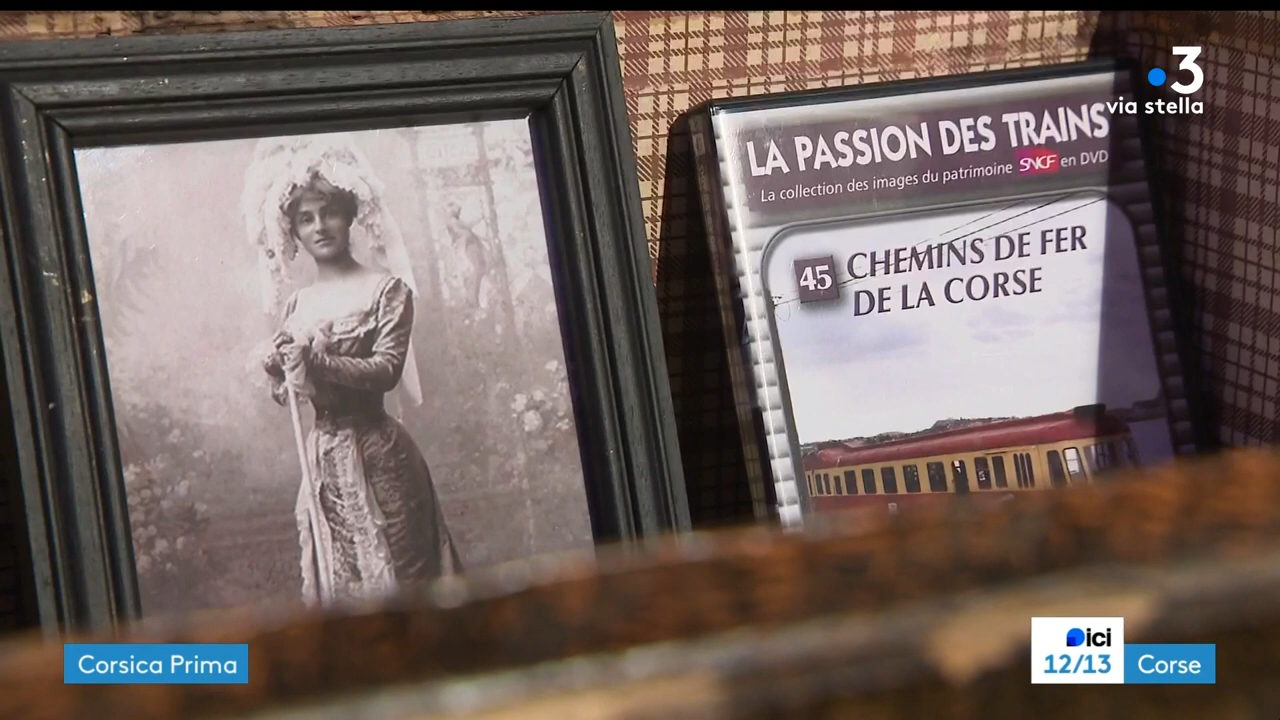 3
via stella
LA PASSION DES TRAINS
La collection des images du patrimoine SNCF en DVD
45 CHEMINS DE FER
DE LA CORSE
Corsica Prima
ici
12/13 Corse